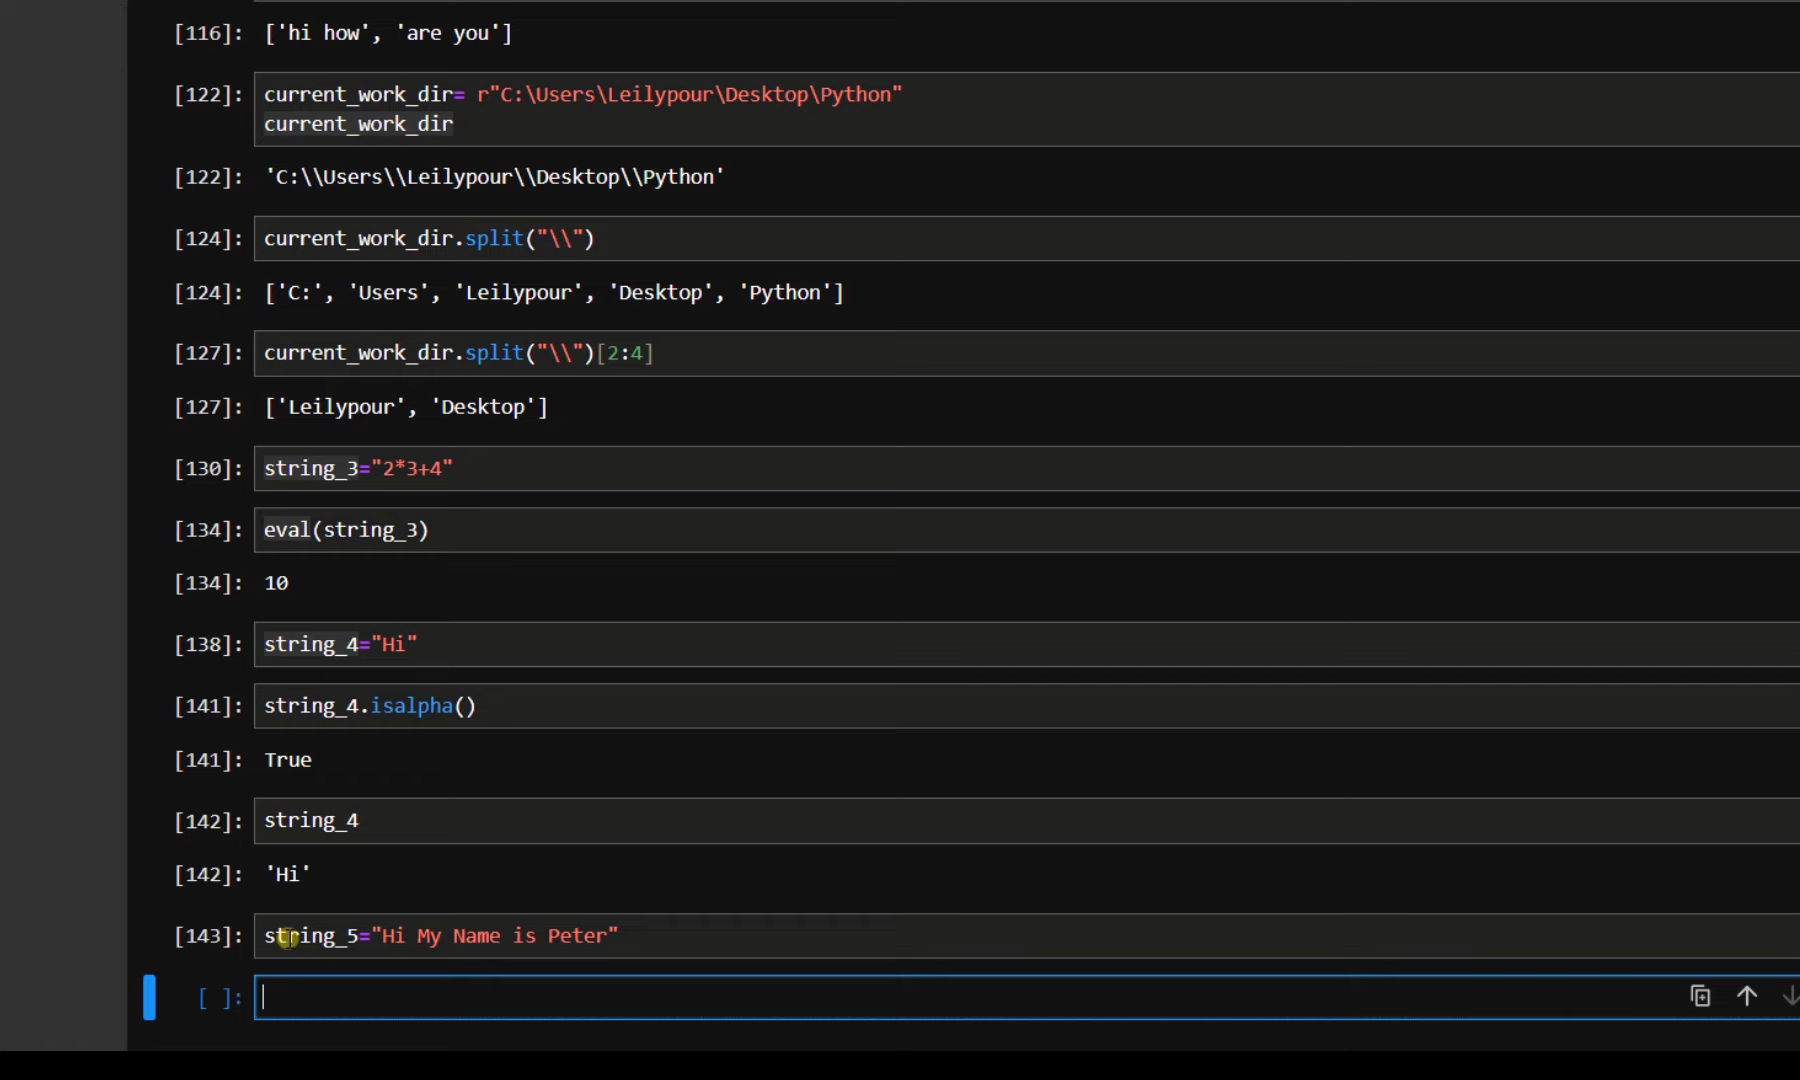 [116]: ['hi how', 'are you']
[122]: current_work_dir= r"C:\Users\Leilypour\Desktop\Python"
current_work_dir
[122]: 'C:\\Users\\Leilypour\\Desktop\\Python'
[124]: current_work_dir.split("\\")
[124]: ['C:', 'Users', 'Leilypour', 'Desktop', 'Python']
[127]: current_work_dir.split("\\")[2:4]
[127]: ['Leilypour', 'Desktop']
[130]: string_3="2*3+4"
[134]: eval(string_3)
[134]: 10
[138]: string_4="Hi"
[141]: string_4.isalpha()
[141]: True
[142]: string_4
[142]: 'Hi'
[143]: string_5="Hi My Name is Peter"
[ ]: